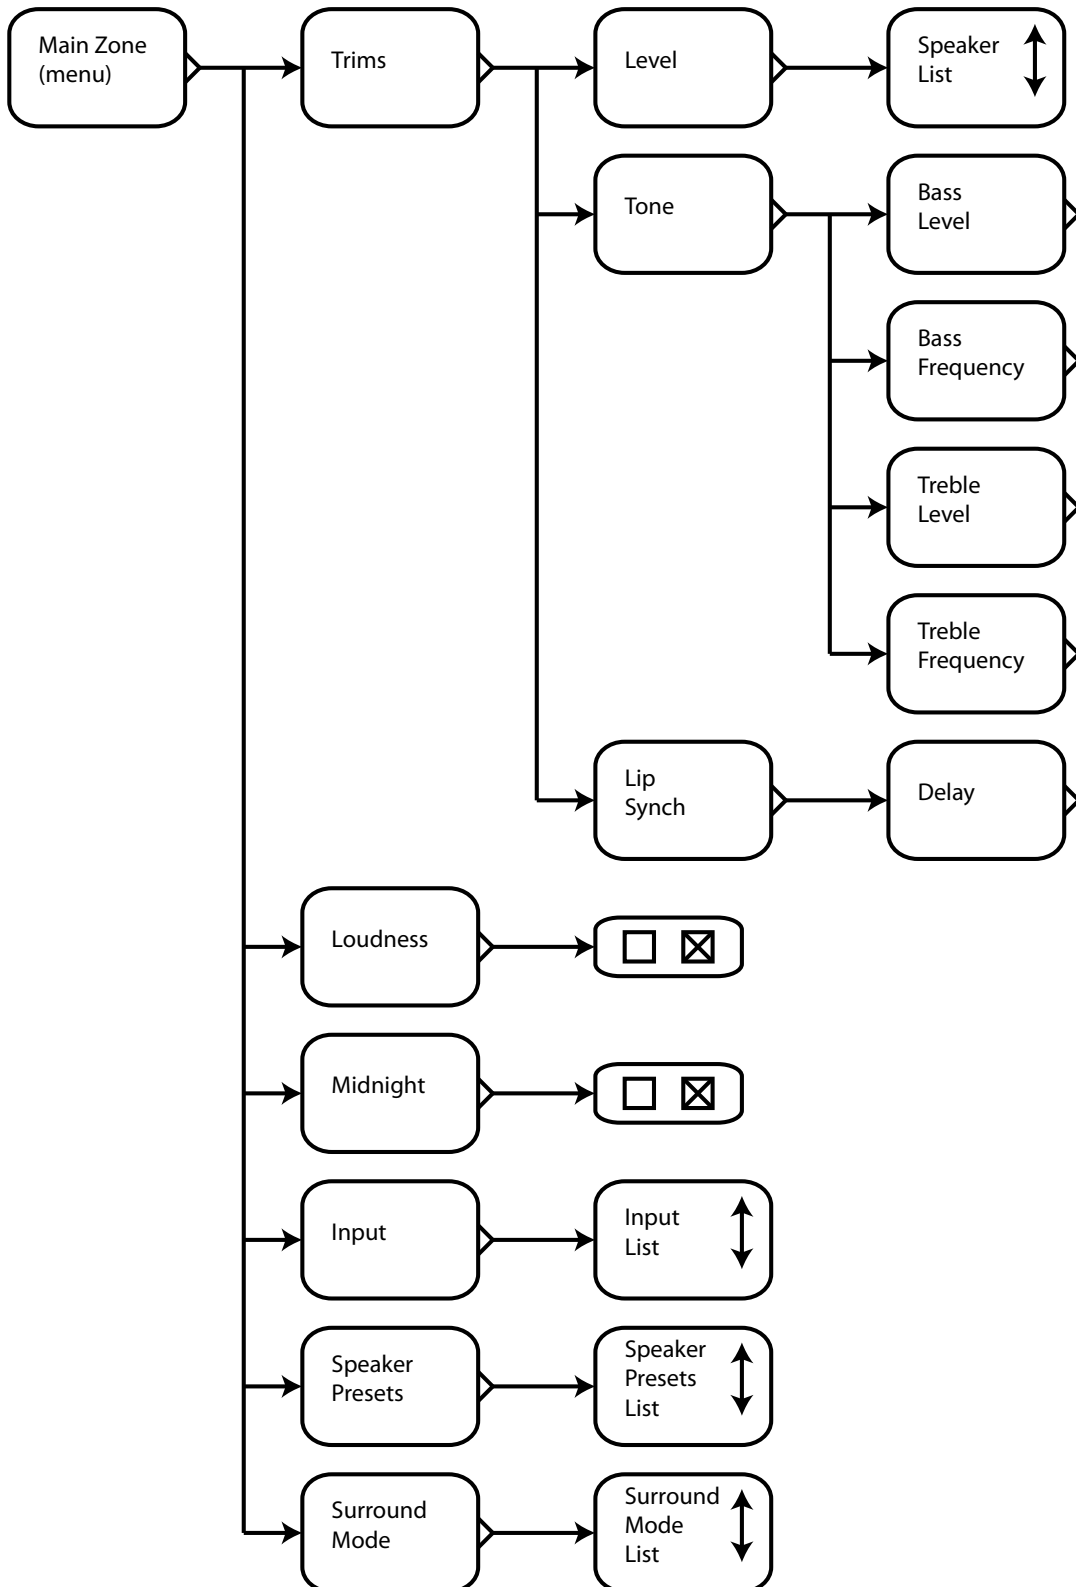 Main Zone
(menu)
Trims
Level
Speaker
List
Tone
Bass
Level
Bass
Frequency
Treble
Level
Treble
Frequency
Lip
Synch
Delay
Loudness
Midnight
Input
Input
List
Speaker
Presets
Speaker
Presets
List
Surround
Mode
Surround
Mode
List